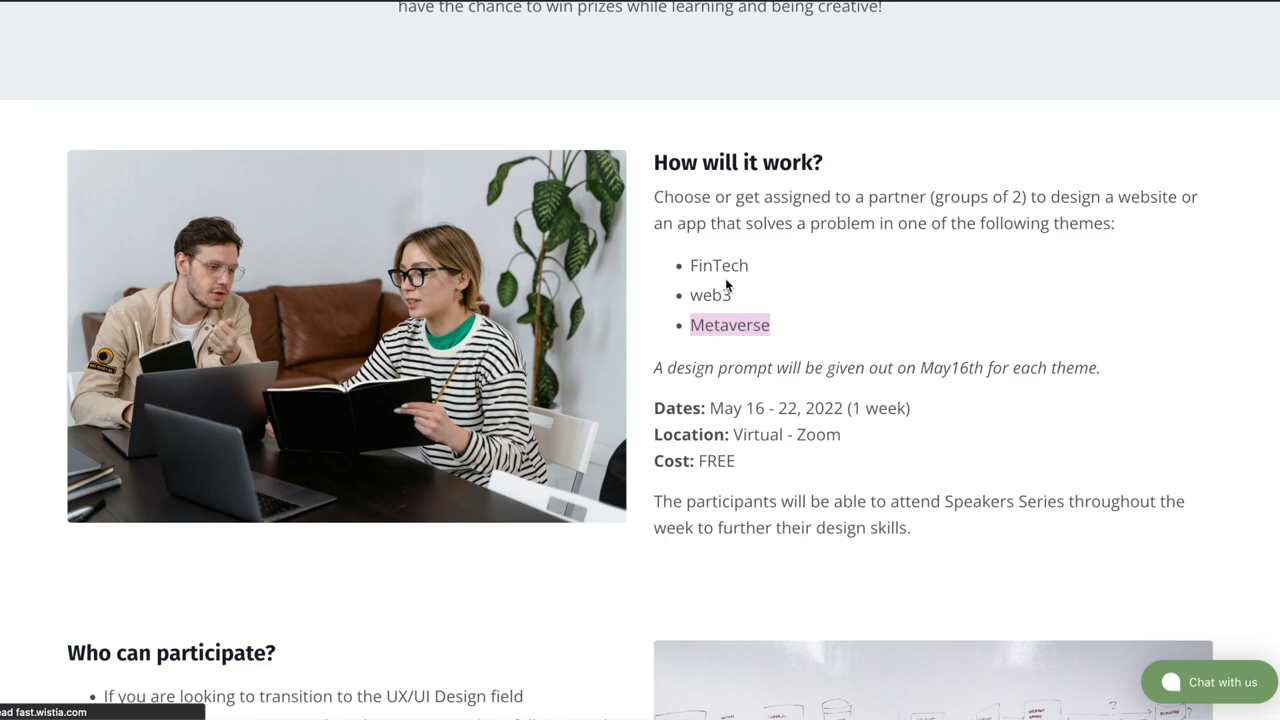 have the chance to win prizes while learning and being creative!
How will it work?
Choose or get assigned to a partner (groups of 2) to design a website or
an app that solves a problem in one of the following themes:
• FinTech
• web3
• Metaverse
A design prompt will be given out on May16th for each theme.
Dates: May 16 - 22, 2022 (1 week)
Location: Virtual - Zoom
Cost: FREE
The participants will be able to attend Speakers Series throughout the
week to further their design skills.
Who can participate?
• If you are looking to transition to the UX/UI Design field
Chat with us
ead fast.wistia.com